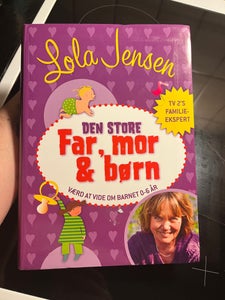 Lola Jensen
TV 2'S
FAMILIE-
EKSPERT
DEN STORE
Far, mor
& børn
VÆRD AT VIDE OM BARNET 0-6 ÅR